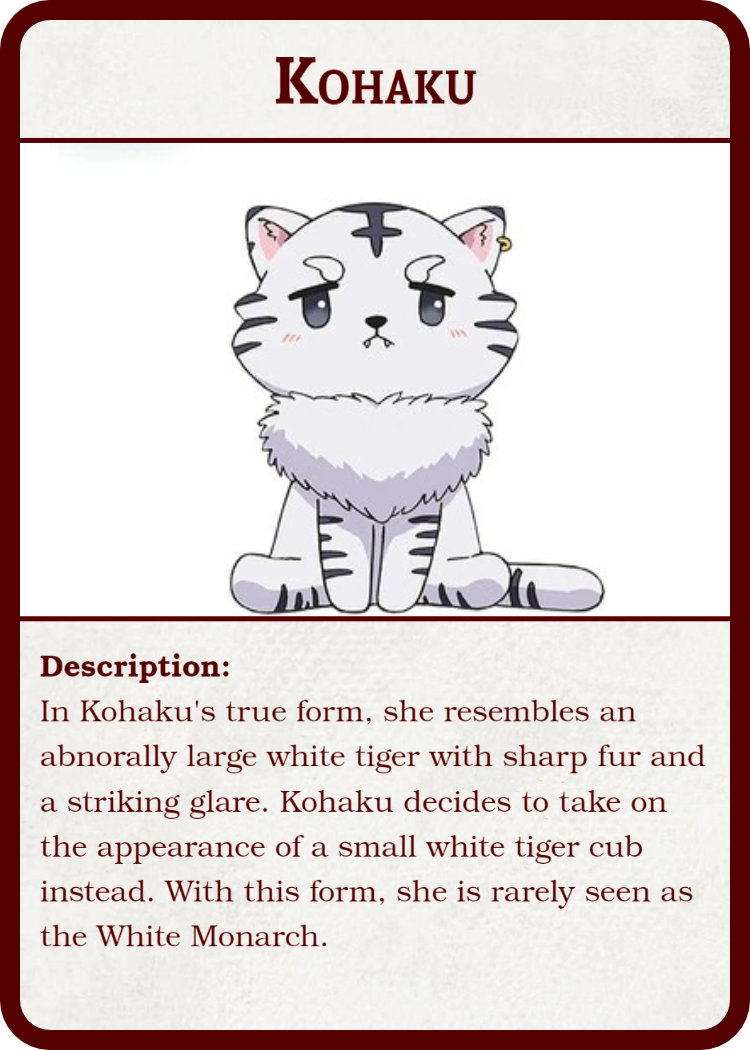 Kohaku
Description:
In Kohaku's true form, she resembles an
abnorally large white tiger with sharp fur and
a striking glare. Kohaku decides to take on
the appearance of a small white tiger cub
instead. With this form, she is rarely seen as
the White Monarch.